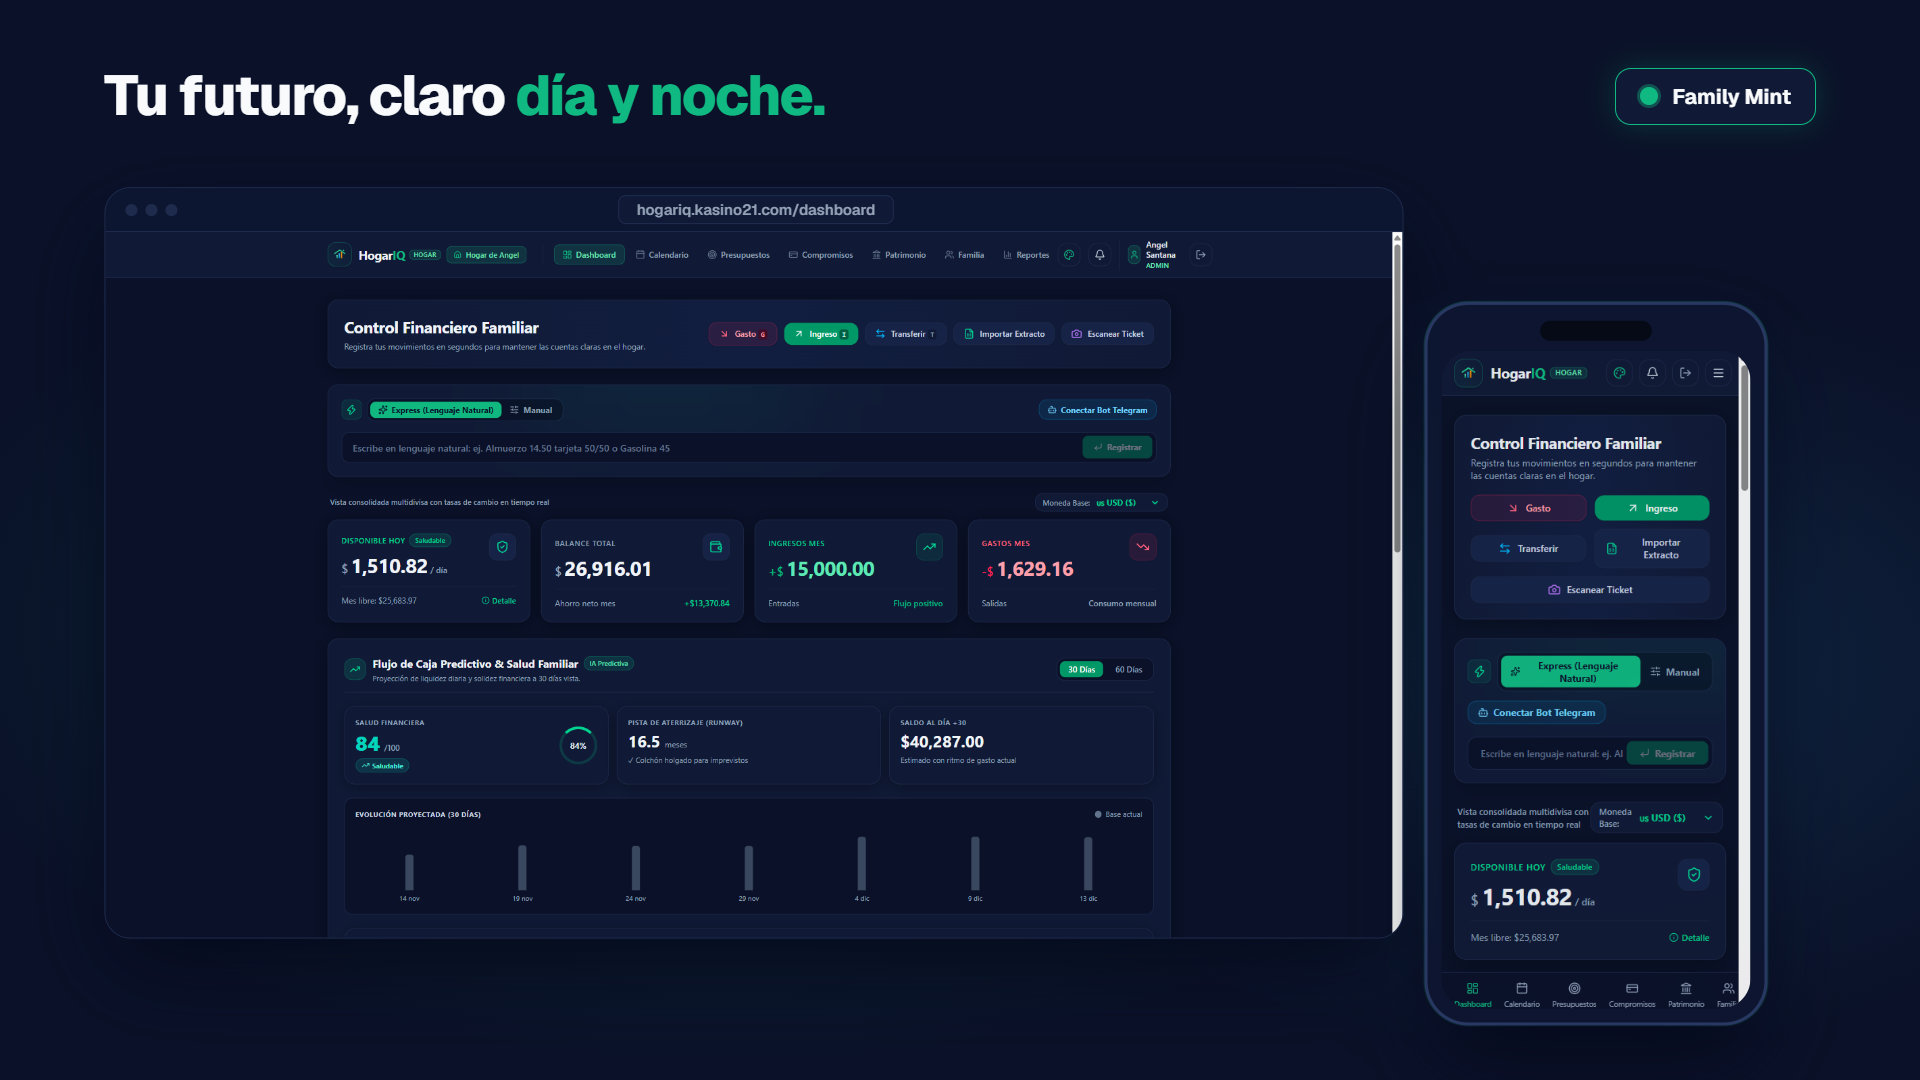 Tu futuro, claro día y noche.
Family Mint
hogariq.kasino21.com/dashboard
HogarIQ HOGAR Hogar de Angel Dashboard Calendario Presupuestos Compromisos Patrimonio Familia Reportes
Angel
Santana
ADMIN
Control Financiero Familiar
Registra tus movimientos en segundos para mantener las cuentas claras en el hogar.
Gasto G Ingreso I Transferir T Importar Extracto Escanear Ticket
Express (Lenguaje Natural) Manual Conectar Bot Telegram
Escribe en lenguaje natural: ej. Almuerzo 14.50 tarjeta 50/50 o Gasolina 45 Registrar
Vista consolidada multidivisa con tasas de cambio en tiempo real Moneda Base: us USD ($)
DISPONIBLE HOY Saludable
$ 1,510.82 / día
Mes libre: $25,683.97 Detalle
BALANCE TOTAL
$ 26,916.01
Ahorro neto mes +$13,370.84
INGRESOS MES
+$ 15,000.00
Entradas Flujo positivo
GASTOS MES
-$ 1,629.16
Salidas Consumo mensual
Flujo de Caja Predictivo & Salud Familiar IA Predictiva
Proyección de liquidez diaria y solidez financiera a 30 días vista.
30 Días 60 Días
SALUD FINANCIERA
84 /100
Saludable
84%
PISTA DE ATERRIZAJE (RUNWAY)
16.5 meses
✓ Colchón holgado para imprevistos
SALDO AL DÍA +30
$40,287.00
Estimado con ritmo de gasto actual
EVOLUCIÓN PROYECTADA (30 DÍAS) Base actual
14 nov 19 nov 24 nov 29 nov 4 dic 9 dic 13 dic
HogarIQ HOGAR
Control Financiero Familiar
Registra tus movimientos en segundos para mantener
las cuentas claras en el hogar.
Gasto Ingreso
Transferir Importar
Extracto
Escanear Ticket
Express (Lenguaje
Natural)
Manual
Conectar Bot Telegram
Escribe en lenguaje natural: ej. Al Registrar
Vista consolidada multidivisa con
tasas de cambio en tiempo real
Moneda
Base:
us USD ($)
DISPONIBLE HOY Saludable
$ 1,510.82 / día
Mes libre: $25,683.97 Detalle
Dashboard Calendario Presupuestos Compromisos Patrimonio Famili